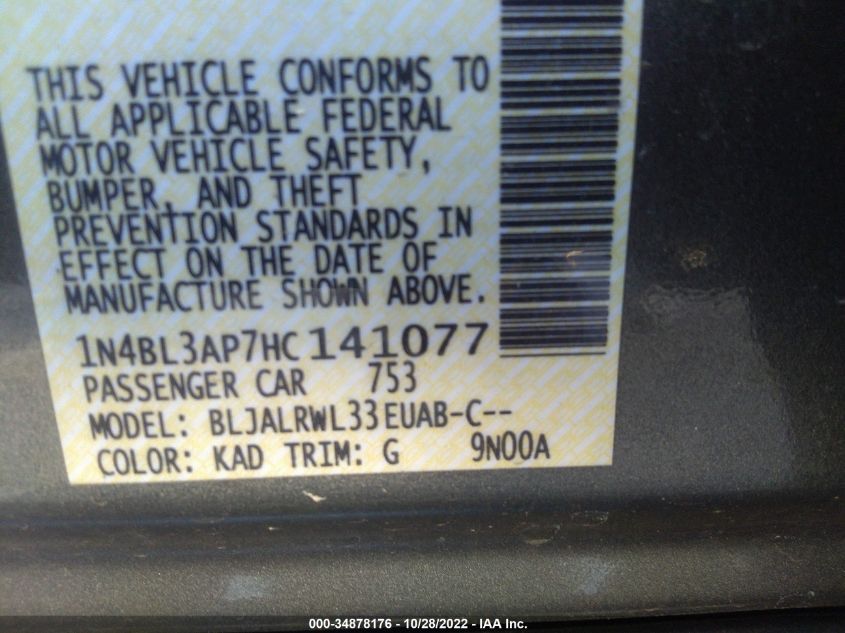 THIS VEHICLE CONFORMS TO
ALL APPLICABLE FEDERAL
MOTOR VEHICLE SAFETY,
BUMPER, AND THEFT
PREVENTION STANDARDS IN
EFFECT ON THE DATE OF
MANUFACTURE SHOWN ABOVE.
1N4BL3AP7HC141077
PASSENGER CAR 753
MODEL: BLJALRWL33EUAB-C--
COLOR: KAD TRIM: G 9N00A
000-34878176 - 10/28/2022 - IAA Inc.